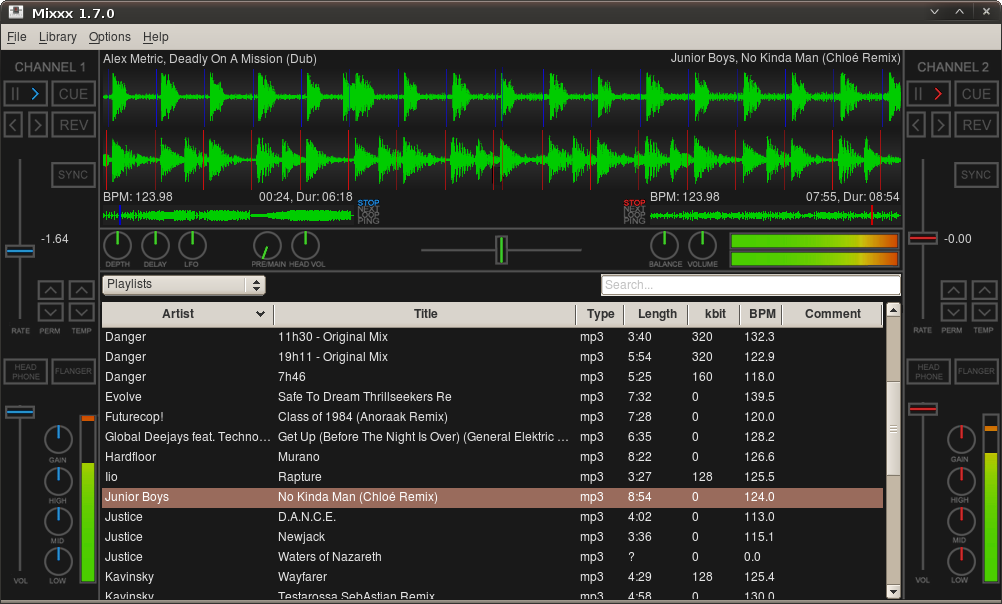 Mixxx 1.7.0
File Library Options Help
CHANNEL 1
Alex Metric, Deadly On A Mission (Dub)
Junior Boys, No Kinda Man (Chloé Remix)
CHANNEL 2
CUE
REV
SYNC
CUE
REV
SYNC
BPM: 123.98 00:24, Dur: 06:18
STOP
NEXT
LOOP
PING
STOP
NEXT
LOOP
PING
BPM: 123.98 07:55, Dur: 08:54
-1.64
-0.00
DEPTH DELAY LFO PRE/MAIN HEAD VOL BALANCE VOLUME
RATE PERM TEMP
RATE PERM TEMP
HEAD PHONE FLANGER
HEAD PHONE FLANGER
GAIN
HIGH
MID
LOW
VOL
GAIN
HIGH
MID
LOW
VOL
Playlists Search...
Artist Title Type Length kbit BPM Comment
Danger 11h30 - Original Mix mp3 3:40 320 132.3
Danger 19h11 - Original Mix mp3 5:54 320 122.9
Danger 7h46 mp3 5:25 160 118.0
Evolve Safe To Dream Thrillseekers Re mp3 7:32 0 139.5
Futurecop! Class of 1984 (Anoraak Remix) mp3 7:28 0 120.0
Global Deejays feat. Techno... Get Up (Before The Night Is Over) (General Elektric ... mp3 6:35 0 128.2
Hardfloor Murano mp3 8:22 0 126.6
Iio Rapture mp3 3:27 128 125.5
Junior Boys No Kinda Man (Chloé Remix) mp3 8:54 0 124.0
Justice D.A.N.C.E. mp3 4:02 0 113.0
Justice Newjack mp3 3:36 0 115.1
Justice Waters of Nazareth mp3 ? 0 0.0
Kavinsky Wayfarer mp3 4:29 128 125.4
Kavinsky Testarossa SebAstian Remix mp3 4:58 0 130.0